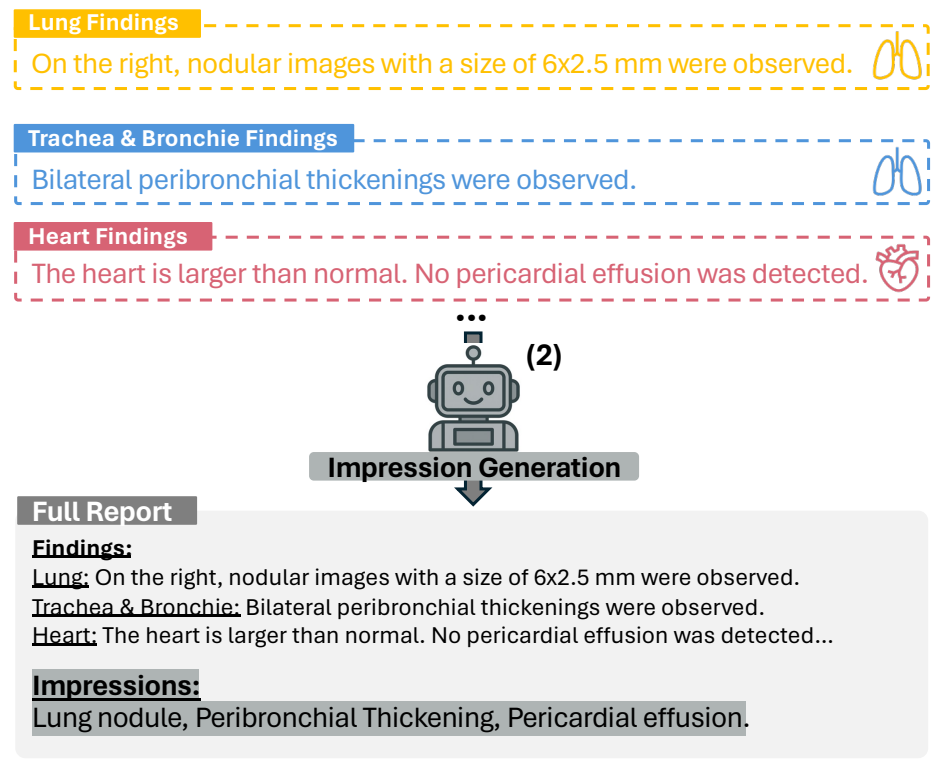 Lung Findings
On the right, nodular images with a size of 6x2.5 mm were observed.
Trachea & Bronchie Findings
Bilateral peribronchial thickenings were observed.
Heart Findings
The heart is larger than normal. No pericardial effusion was detected.
...
(2)
Impression Generation
Full Report
Findings:
Lung: On the right, nodular images with a size of 6x2.5 mm were observed.
Trachea & Bronchie: Bilateral peribronchial thickenings were observed.
Heart: The heart is larger than normal. No pericardial effusion was detected...
Impressions:
Lung nodule, Peribronchial Thickening, Pericardial effusion.